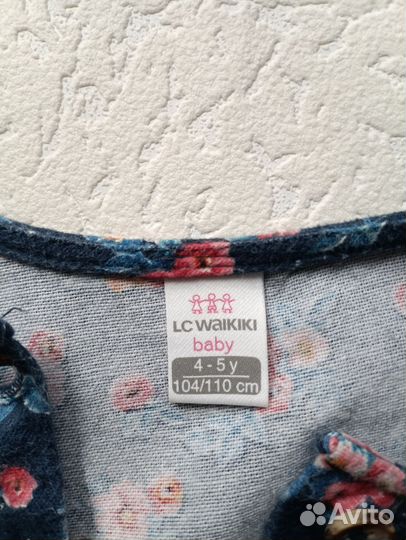 LC WAIKIKI
baby
4 - 5 y
104/110 cm
Avito